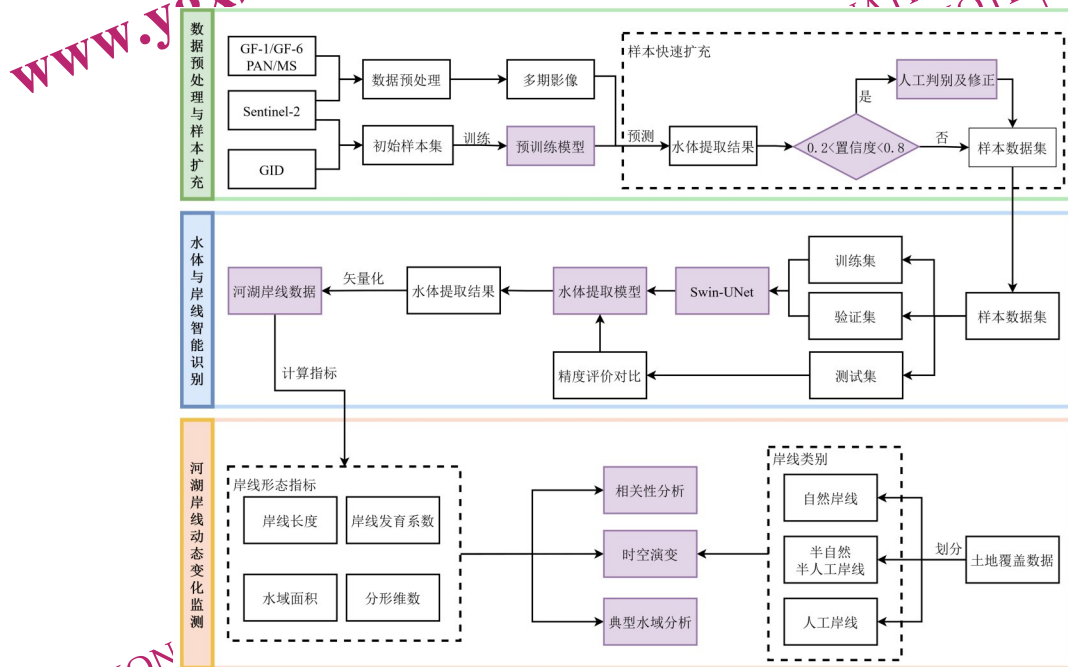 数据预处理与样本扩充
GF-1/GF-6
PAN/MS
Sentinel-2
GID
数据预处理
初始样本集
训练
多期影像
预训练模型
预测
样本快速扩充
水体提取结果
0.2<置信度<0.8
是
人工判别及修正
否
样本数据集
水体与岸线智能识别
河湖岸线数据
矢量化
水体提取结果
水体提取模型
Swin-UNet
训练集
验证集
测试集
样本数据集
精度评价对比
计算指标
河湖岸线动态变化监测
岸线形态指标
岸线长度
岸线发育系数
水域面积
分形维数
相关性分析
时空演变
典型水域分析
岸线类别
自然岸线
半自然
半人工岸线
人工岸线
划分
土地覆盖数据